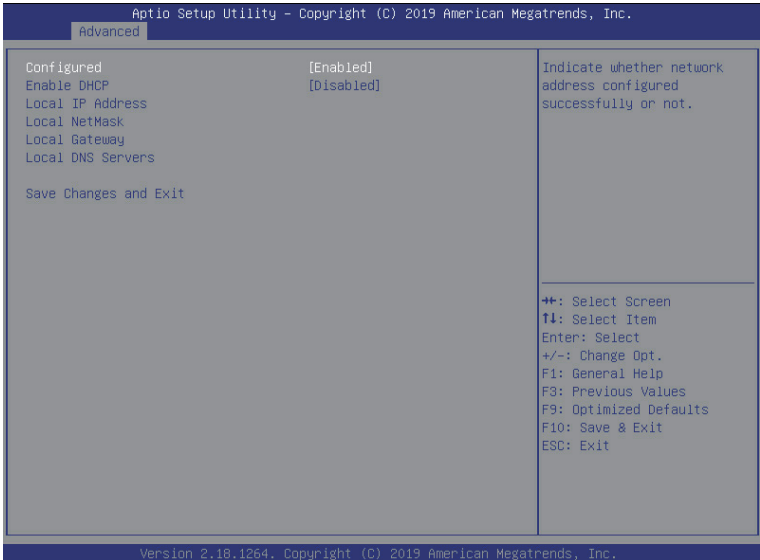 Aptio Setup Utility – Copyright (C) 2019 American Megatrends, Inc.
Advanced
Configured [Enabled]
Enable DHCP [Disabled]
Local IP Address
Local NetMask
Local Gateway
Local DNS Servers
Save Changes and Exit
Indicate whether network
address configured
successfully or not.
→←: Select Screen
↑↓: Select Item
Enter: Select
+/-: Change Opt.
F1: General Help
F3: Previous Values
F9: Optimized Defaults
F10: Save & Exit
ESC: Exit
Version 2.18.1264. Copyright (C) 2019 American Megatrends, Inc.